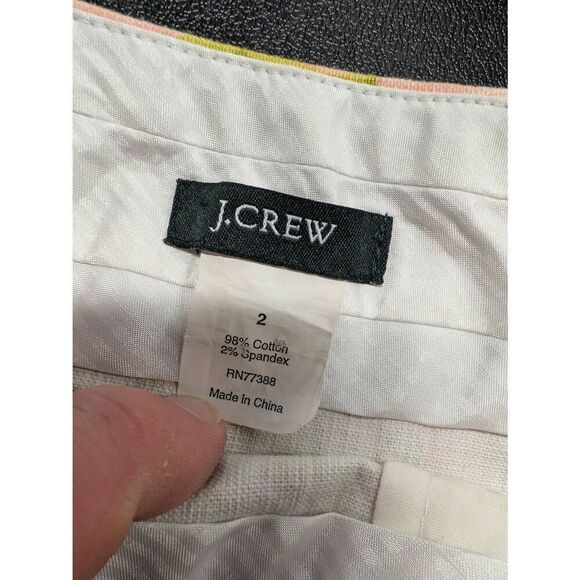 J.CREW
2
98% Cotton
2% Spandex
RN77388
Made in China